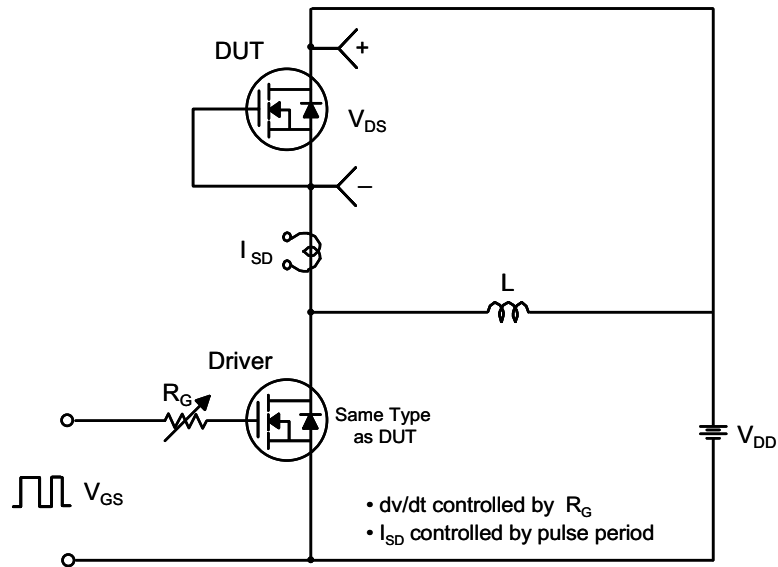 DUT
+
V_DS
–
I_SD
L
Driver
R_G
Same Type
as DUT
V_DD
V_GS
• dv/dt controlled by R_G
• I_SD controlled by pulse period